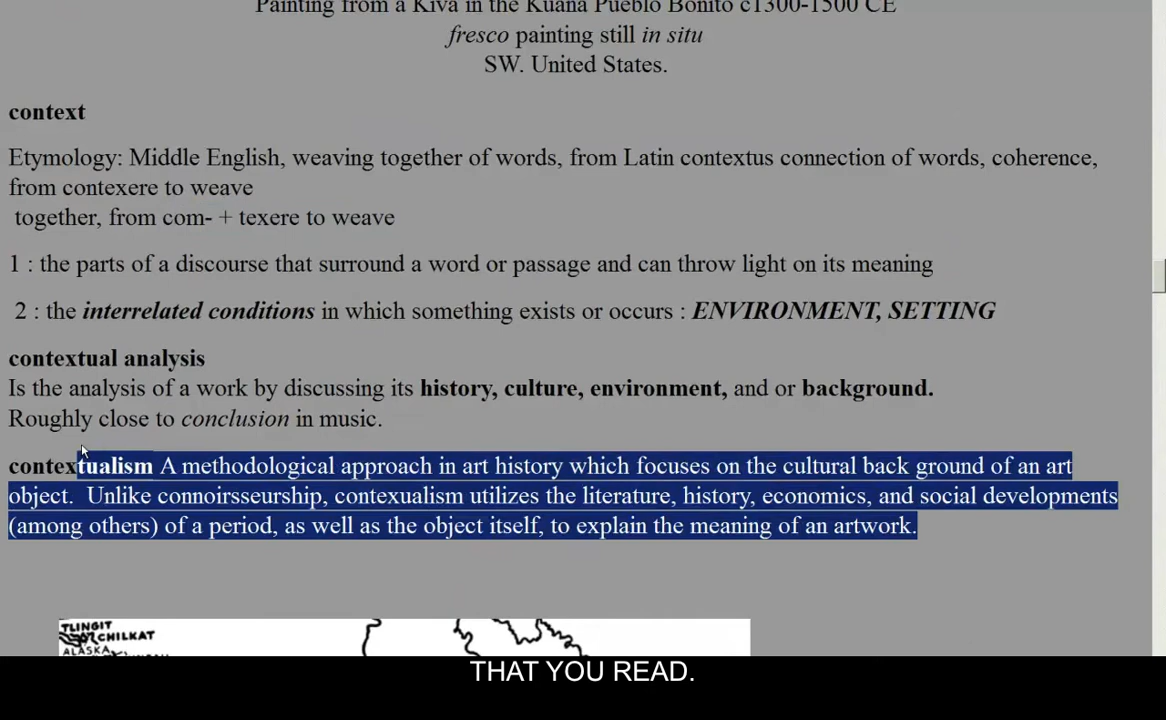 Painting from a Kiva in the Kuana Pueblo Bonito c1300-1500 CE
fresco painting still in situ
SW. United States.
context
Etymology: Middle English, weaving together of words, from Latin contextus connection of words, coherence,
from contexere to weave
together, from com- + texere to weave
1 : the parts of a discourse that surround a word or passage and can throw light on its meaning
2 : the interrelated conditions in which something exists or occurs : ENVIRONMENT, SETTING
contextual analysis
Is the analysis of a work by discussing its history, culture, environment, and or background.
Roughly close to conclusion in music.
contextualism A methodological approach in art history which focuses on the cultural back ground of an art
object. Unlike connoirsseurship, contexualism utilizes the literature, history, economics, and social developments
(among others) of a period, as well as the object itself, to explain the meaning of an artwork.
TLINGIT
CHILKAT
ALASKA
THAT YOU READ.